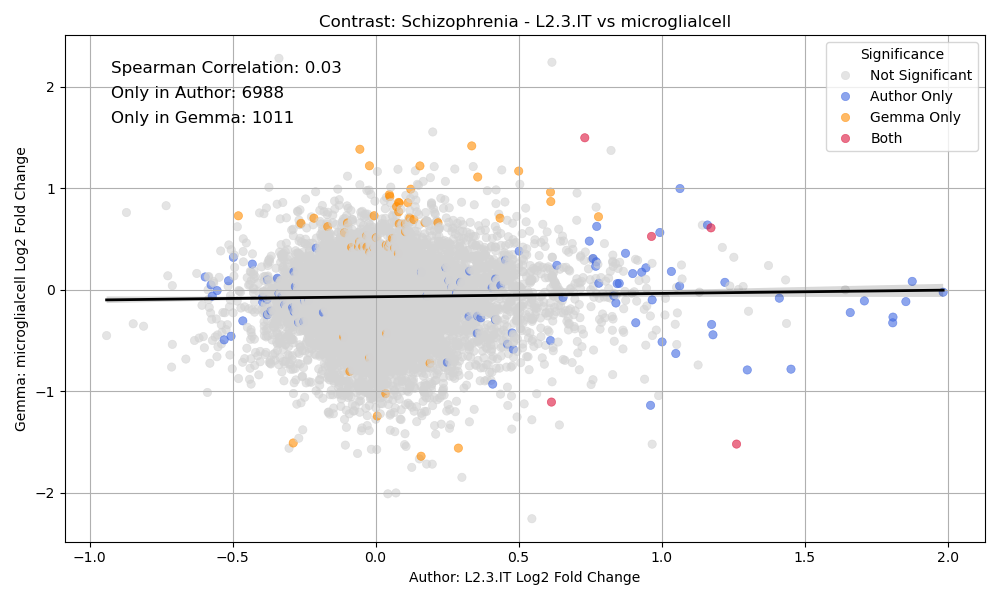 Contrast: Schizophrenia - L2.3.IT vs microglialcell
Spearman Correlation: 0.03
Only in Author: 6988
Only in Gemma: 1011
Significance
Not Significant
Author Only
Gemma Only
Both
Gemma: microglialcell Log2 Fold Change
2
1
0
−1
−2
−1.0 −0.5 0.0 0.5 1.0 1.5 2.0
Author: L2.3.IT Log2 Fold Change